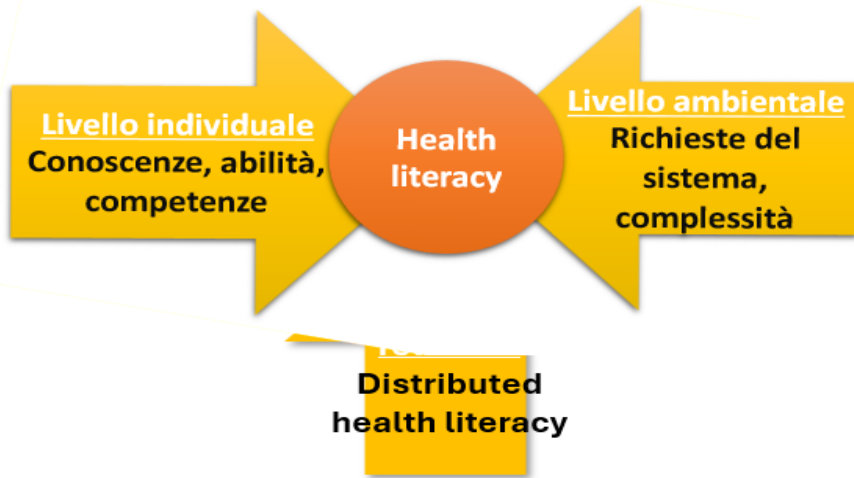 Livello individuale
Conoscenze, abilità,
competenze
Health
literacy
Livello ambientale
Richieste del
sistema,
complessità
Distributed
health literacy